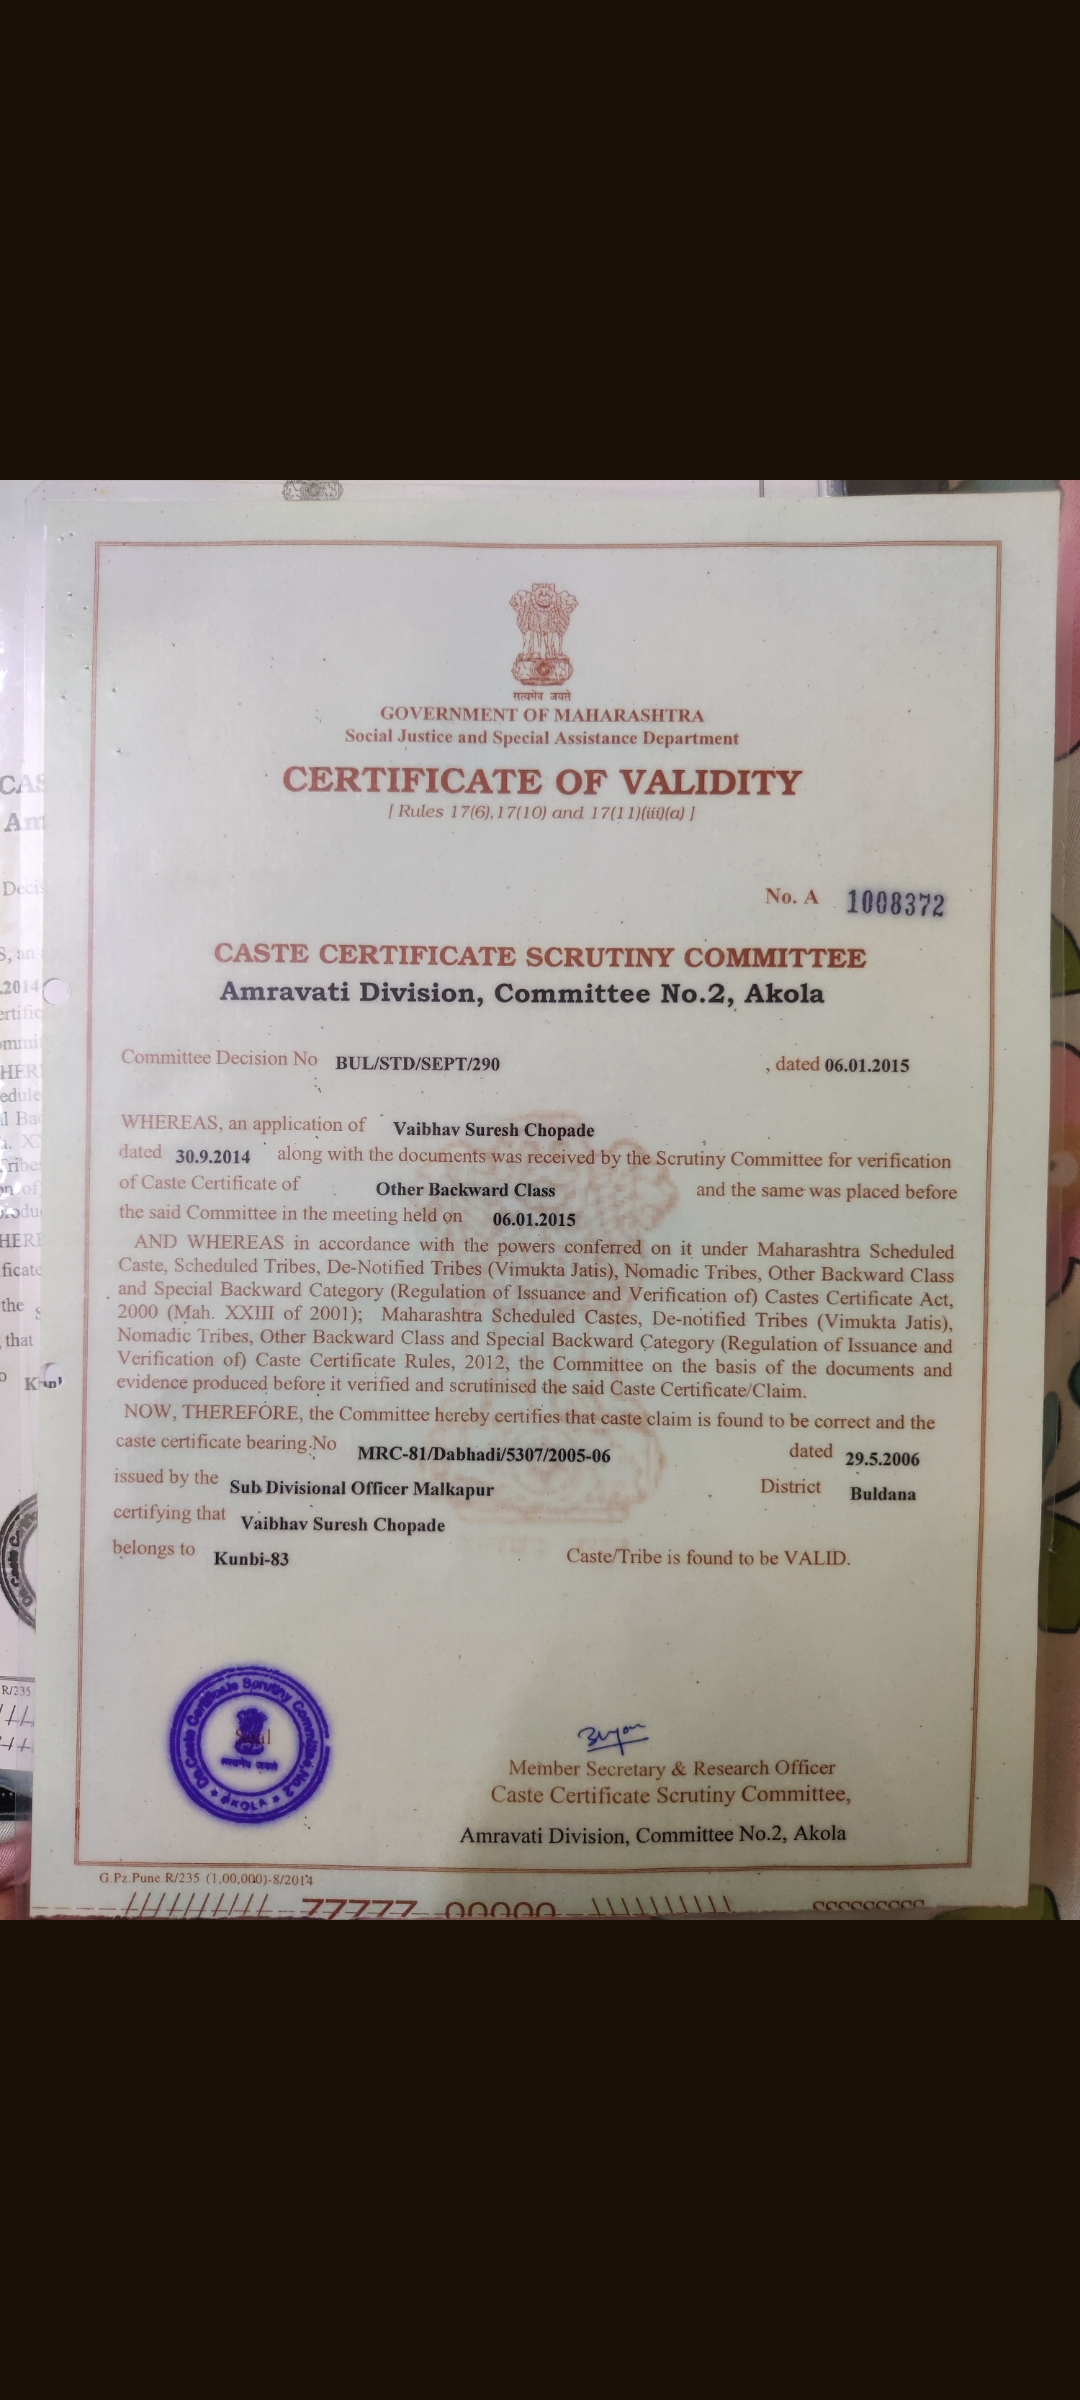 सत्यमेव जयते
GOVERNMENT OF MAHARASHTRA
Social Justice and Special Assistance Department
CERTIFICATE OF VALIDITY
[ Rules 17(6),17(10) and 17(11)(iii)(a) ]
No. A 1008372
CASTE CERTIFICATE SCRUTINY COMMITTEE
Amravati Division, Committee No.2, Akola
Committee Decision No BUL/STD/SEPT/290 , dated 06.01.2015
WHEREAS, an application of Vaibhav Suresh Chopade
dated 30.9.2014 along with the documents was received by the Scrutiny Committee for verification
of Caste Certificate of Other Backward Class and the same was placed before
the said Committee in the meeting held on 06.01.2015
AND WHEREAS in accordance with the powers conferred on it under Maharashtra Scheduled
Caste, Scheduled Tribes, De-Notified Tribes (Vimukta Jatis), Nomadic Tribes, Other Backward Class
and Special Backward Category (Regulation of Issuance and Verification of) Castes Certificate Act,
2000 (Mah. XXIII of 2001); Maharashtra Scheduled Castes, De-notified Tribes (Vimukta Jatis),
Nomadic Tribes, Other Backward Class and Special Backward Category (Regulation of Issuance and
Verification of) Caste Certificate Rules, 2012, the Committee on the basis of the documents and
evidence produced before it verified and scrutinised the said Caste Certificate/Claim.
NOW, THEREFORE, the Committee hereby certifies that caste claim is found to be correct and the
caste certificate bearing No MRC-81/Dabhadi/5307/2005-06 dated 29.5.2006
issued by the Sub Divisional Officer Malkapur District Buldana
certifying that Vaibhav Suresh Chopade
belongs to Kunbi-83 Caste/Tribe is found to be VALID.
Seal
Caste Certificate Scrutiny Committee No.2
AKOLA
Member Secretary & Research Officer
Caste Certificate Scrutiny Committee,
Amravati Division, Committee No.2, Akola
G.Pz.Pune R/235 (1,00,000)-8/2014